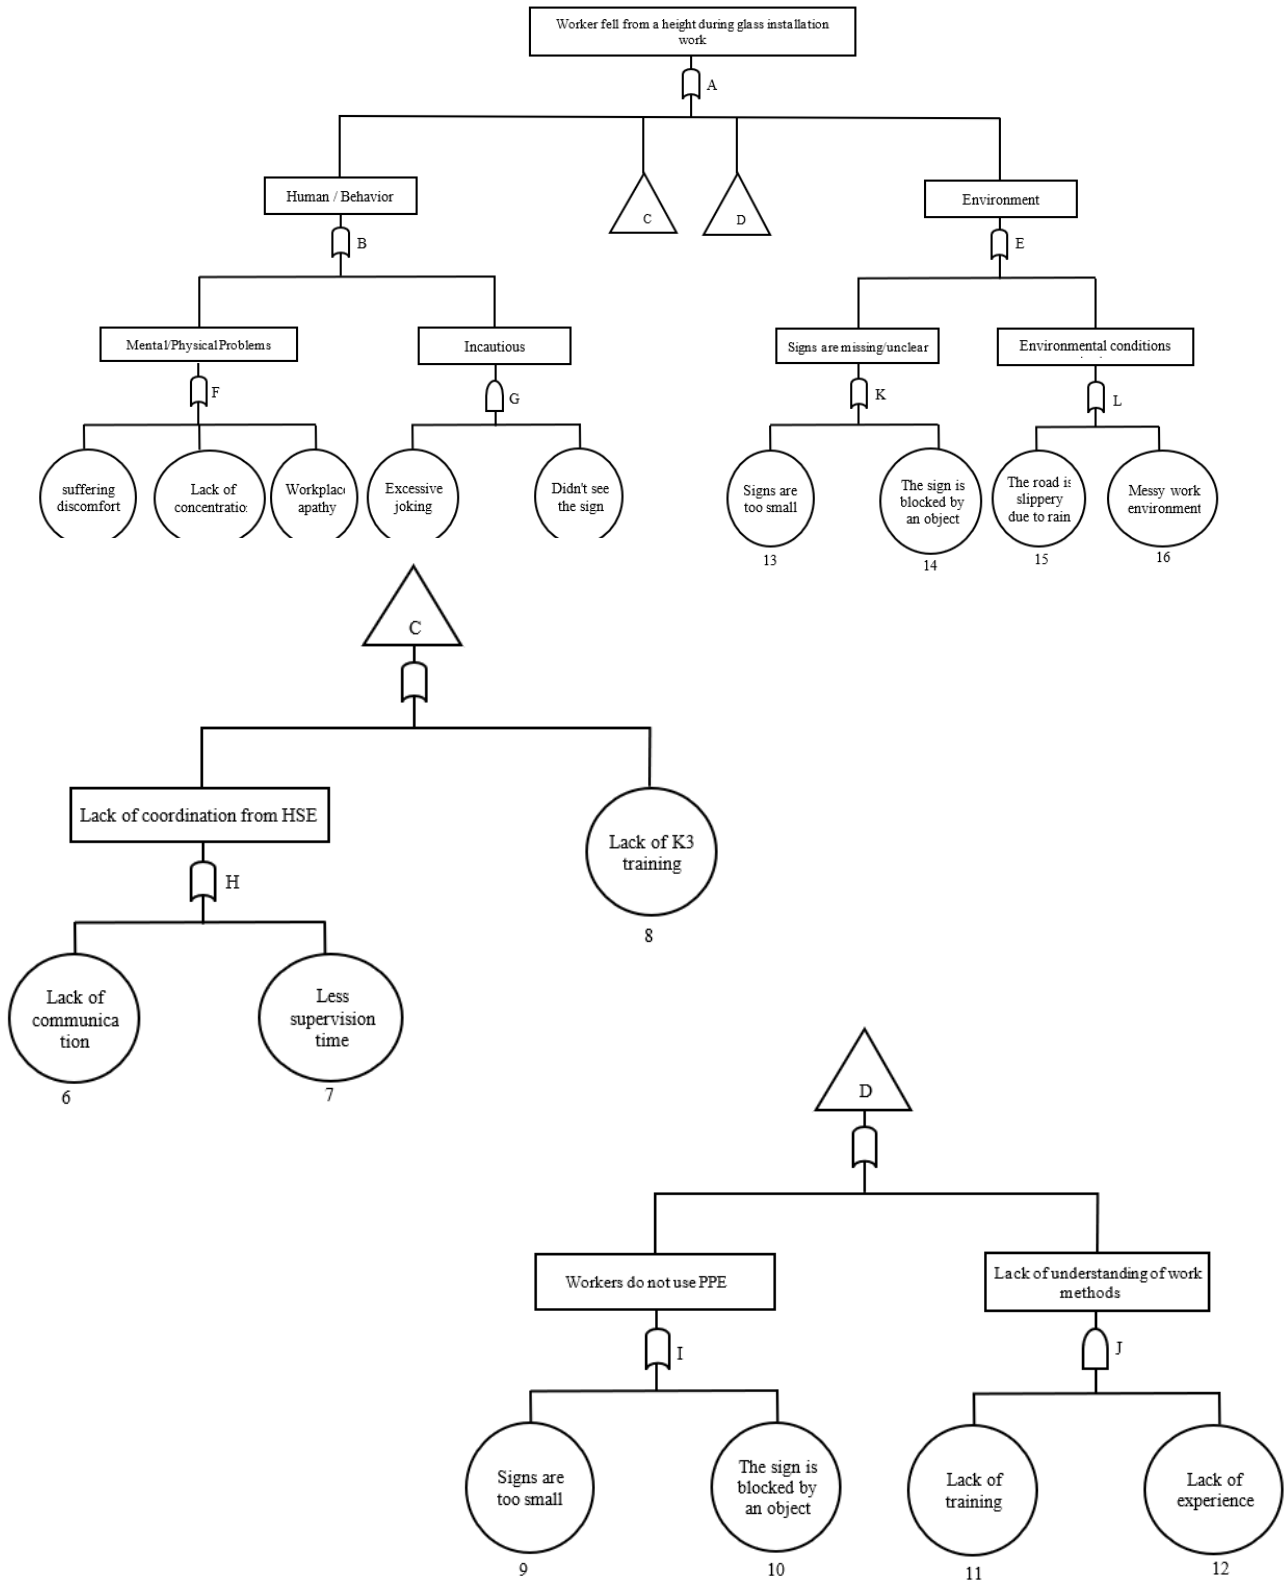 Worker fell from a height during glass installation
work
A
Human / Behavior
C
D
Environment
B
E
Mental/Physical Problems
Incautious
Signs are missing/unclear
Environmental conditions
F
G
K
L
suffering
discomfort
Lack of
concentratio
Workplac
apathy
Excessive
joking
Didn't see
the sign
Signs are
too small
The sign is
blocked by
an object
The road is
slippery
due to rain
Messy work
environment
13
14
15
16
C
Lack of coordination from HSE
Lack of K3
training
H
8
Lack of
communica
tion
Less
supervision
time
6
7
D
Workers do not use PPE
Lack of understanding of work
methods
I
J
Signs are
too small
The sign is
blocked by
an object
Lack of
training
Lack of
experience
9
10
11
12